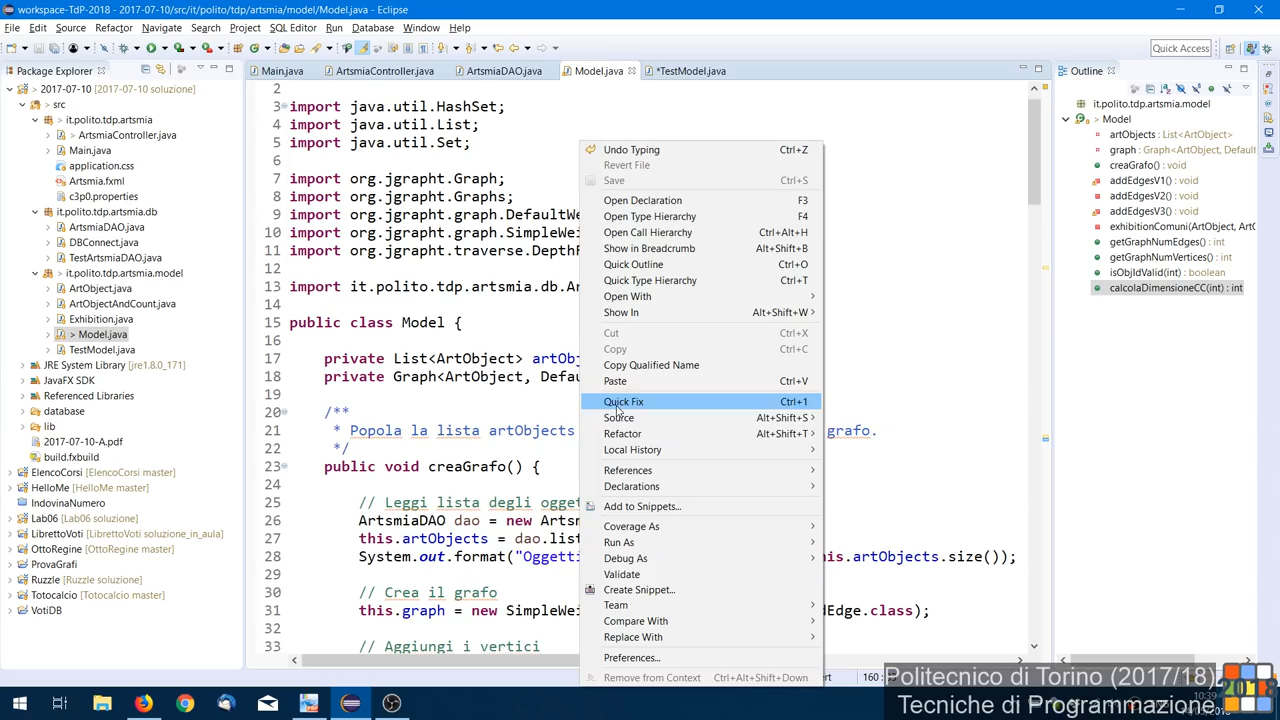 workspace-TdP-2018 - 2017-07-10/src/it/polito/tdp/artsmia/model/Model.java - Eclipse
File Edit Source Refactor Navigate Search Project SQL Editor Run Database Window Help
Quick Access
Package Explorer
2017-07-10 [2017-07-10 soluzione]
src
it.polito.tdp.artsmia
> ArtsmiaController.java
Main.java
application.css
Artsmia.fxml
c3p0.properties
it.polito.tdp.artsmia.db
ArtsmiaDAO.java
DBConnect.java
TestArtsmiaDAO.java
it.polito.tdp.artsmia.model
ArtObject.java
ArtObjectAndCount.java
Exhibition.java
> Model.java
TestModel.java
JRE System Library [jre1.8.0_171]
JavaFX SDK
Referenced Libraries
database
lib
2017-07-10-A.pdf
build.fxbuild
ElencoCorsi [ElencoCorsi master]
HelloMe [HelloMe master]
IndovinaNumero
Lab06 [Lab06 soluzione]
LibrettoVoti [LibrettoVoti soluzione_in_aula]
OttoRegine [OttoRegine master]
ProvaGrafi
Ruzzle [Ruzzle soluzione]
Totocalcio [Totocalcio master]
VotiDB
Main.java ArtsmiaController.java ArtsmiaDAO.java Model.java *TestModel.java
2
3 import java.util.HashSet;
4 import java.util.List;
5 import java.util.Set;
6
7 import org.jgrapht.Graph;
8 import org.jgrapht.Graphs;
9 import org.jgrapht.graph.DefaultWe
10 import org.jgrapht.graph.SimpleWei
11 import org.jgrapht.traverse.DepthF
12
13 import it.polito.tdp.artsmia.db.Ar
14
15 public class Model {
16
17 private List<ArtObject> artObj
18 private Graph<ArtObject, Defau
19
20 /**
21 * Popola la lista artObjects grafo.
22 */
23 public void creaGrafo() {
24
25 // Leggi lista degli ogget
26 ArtsmiaDAO dao = new Artsm
27 this.artObjects = dao.list
28 System.out.format("Oggetti his.artObjects.size());
29
30 // Crea il grafo
31 this.graph = new SimpleWei dEdge.class);
32
33 // Aggiungi i vertici
Undo Typing Ctrl+Z
Revert File
Save Ctrl+S
Open Declaration F3
Open Type Hierarchy F4
Open Call Hierarchy Ctrl+Alt+H
Show in Breadcrumb Alt+Shift+B
Quick Outline Ctrl+O
Quick Type Hierarchy Ctrl+T
Open With
Show In Alt+Shift+W
Cut Ctrl+X
Copy Ctrl+C
Copy Qualified Name
Paste Ctrl+V
Quick Fix Ctrl+1
Source Alt+Shift+S
Refactor Alt+Shift+T
Local History
References
Declarations
Add to Snippets...
Coverage As
Run As
Debug As
Validate
Create Snippet...
Team
Compare With
Replace With
Preferences...
Remove from Context Ctrl+Alt+Shift+Down
Outline
it.polito.tdp.artsmia.model
Model
artObjects : List<ArtObject>
graph : Graph<ArtObject, Default
creaGrafo() : void
addEdgesV1() : void
addEdgesV2() : void
addEdgesV3() : void
exhibitionComuni(ArtObject, ArtO
getGraphNumEdges() : int
getGraphNumVertices() : int
isObjIdValid(int) : boolean
calcolaDimensioneCC(int) : int
160 :
Politecnico di Torino (2017/18)
Tecniche di Programmazione
2018
10:39